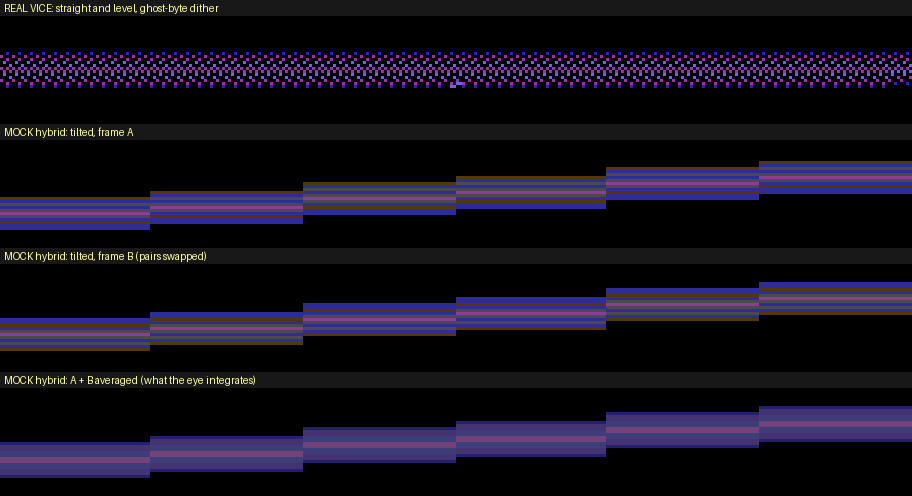 REAL VICE: straight and level, ghost-byte dither
MOCK hybrid: tilted, frame A
MOCK hybrid: tilted, frame B (pairs swapped)
MOCK hybrid: A + B averaged (what the eye integrates)